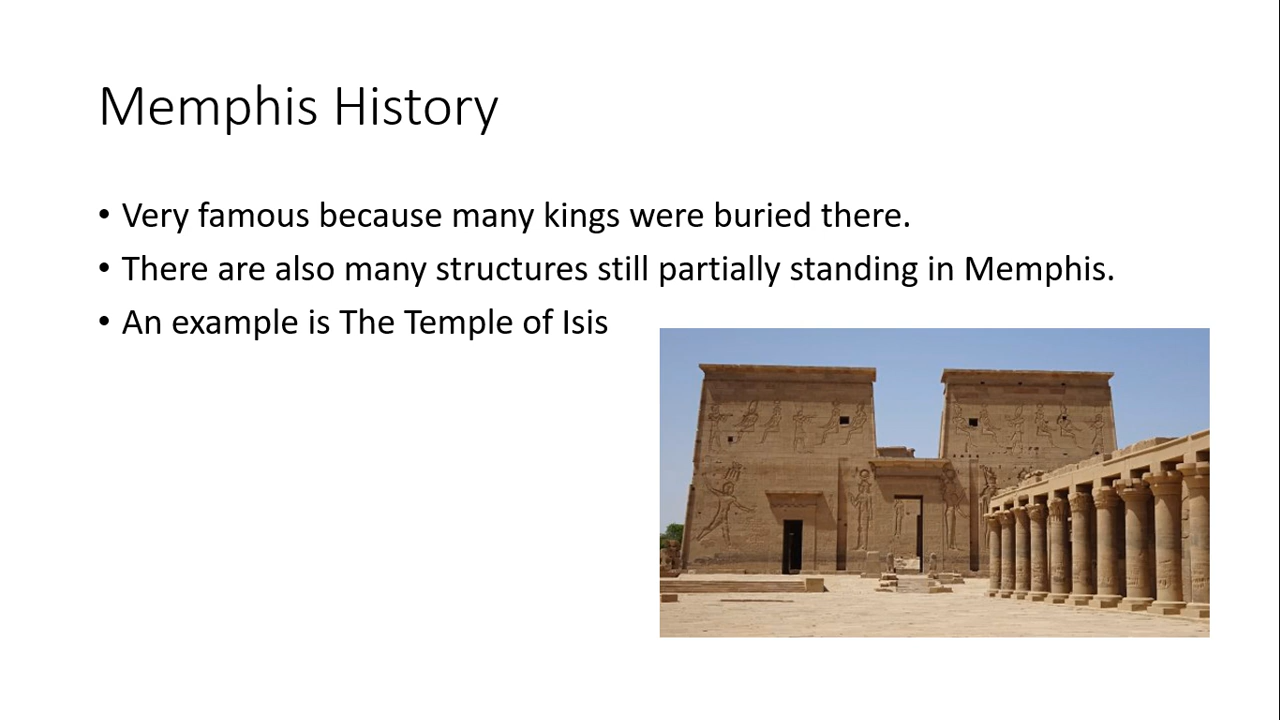 Memphis History
• Very famous because many kings were buried there.
• There are also many structures still partially standing in Memphis.
• An example is The Temple of Isis